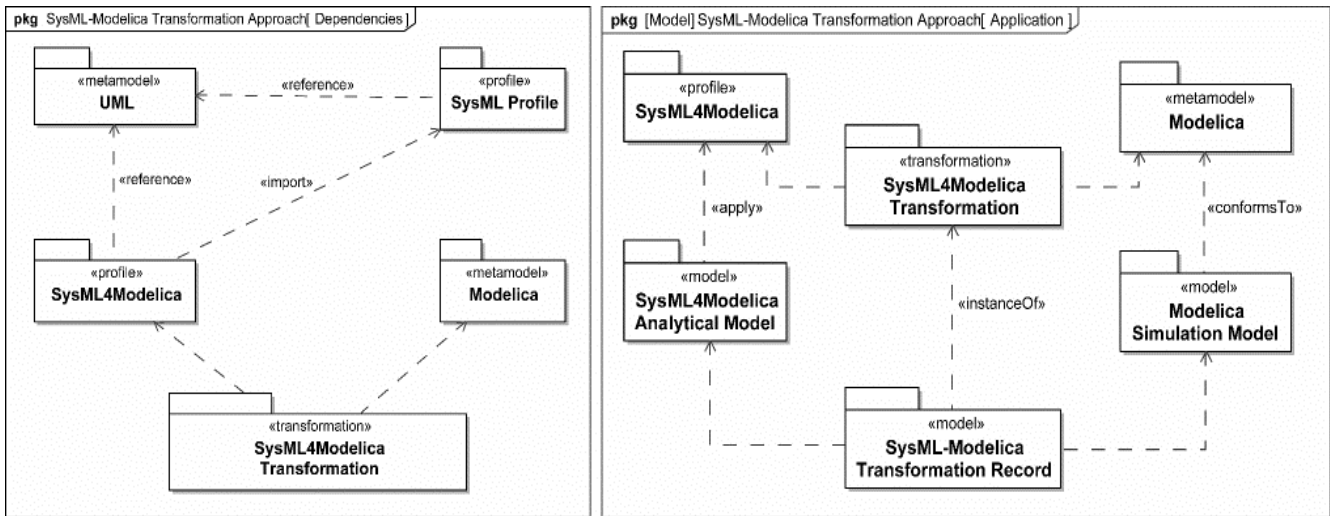 pkg SysML-Modelica Transformation Approach[ Dependencies ]
«metamodel»
UML
«reference»
«profile»
SysML Profile
«reference»
«import»
«profile»
SysML4Modelica
«metamodel»
Modelica
«transformation»
SysML4Modelica
Transformation
pkg [Model] SysML-Modelica Transformation Approach[ Application ]
«profile»
SysML4Modelica
«metamodel»
Modelica
«transformation»
SysML4Modelica
Transformation
«apply»
«conformsTo»
«model»
SysML4Modelica
Analytical Model
«instanceOf»
«model»
Modelica
Simulation Model
«model»
SysML-Modelica
Transformation Record